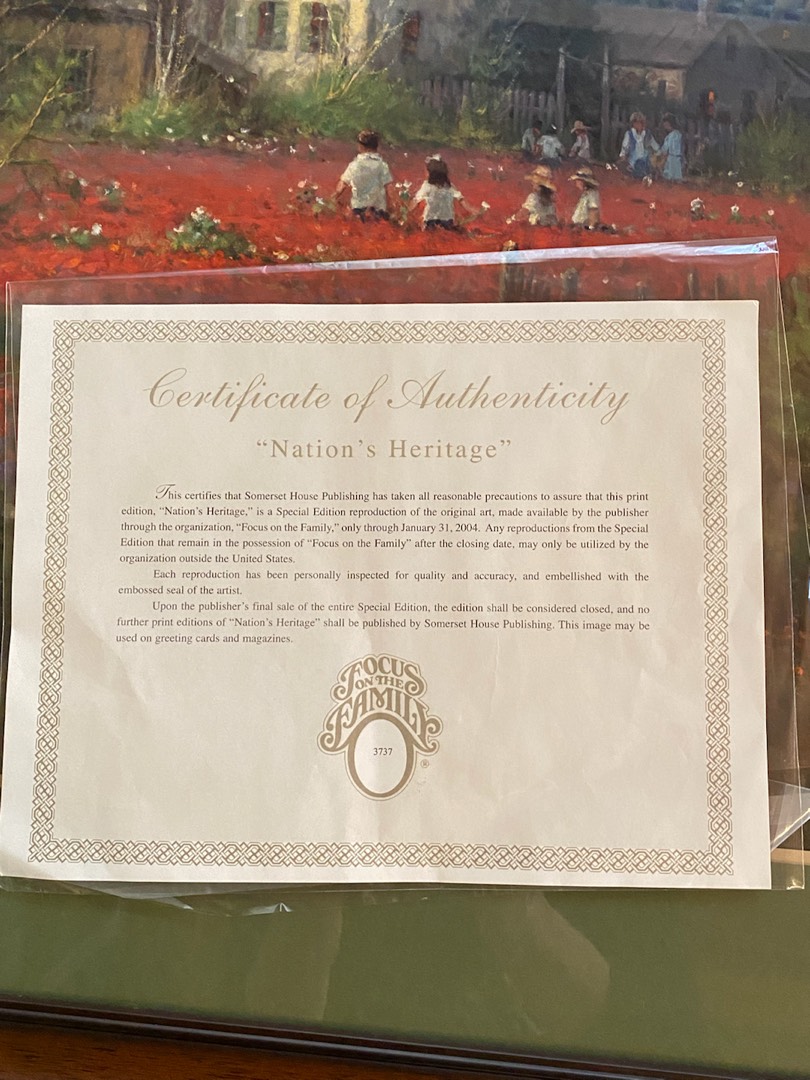 Certificate of Authenticity
“Nation’s Heritage”
This certifies that Somerset House Publishing has taken all reasonable precautions to assure that this print
edition, “Nation’s Heritage,” is a Special Edition reproduction of the original art, made available by the publisher
through the organization, “Focus on the Family,” only through January 31, 2004. Any reproductions from the Special
Edition that remain in the possession of “Focus on the Family” after the closing date, may only be utilized by the
organization outside the United States.
Each reproduction has been personally inspected for quality and accuracy, and embellished with the
embossed seal of the artist.
Upon the publisher’s final sale of the entire Special Edition, the edition shall be considered closed, and no
further print editions of “Nation’s Heritage” shall be published by Somerset House Publishing. This image may be
used on greeting cards and magazines.
FOCUS
ON THE
FAMILY
3737
®